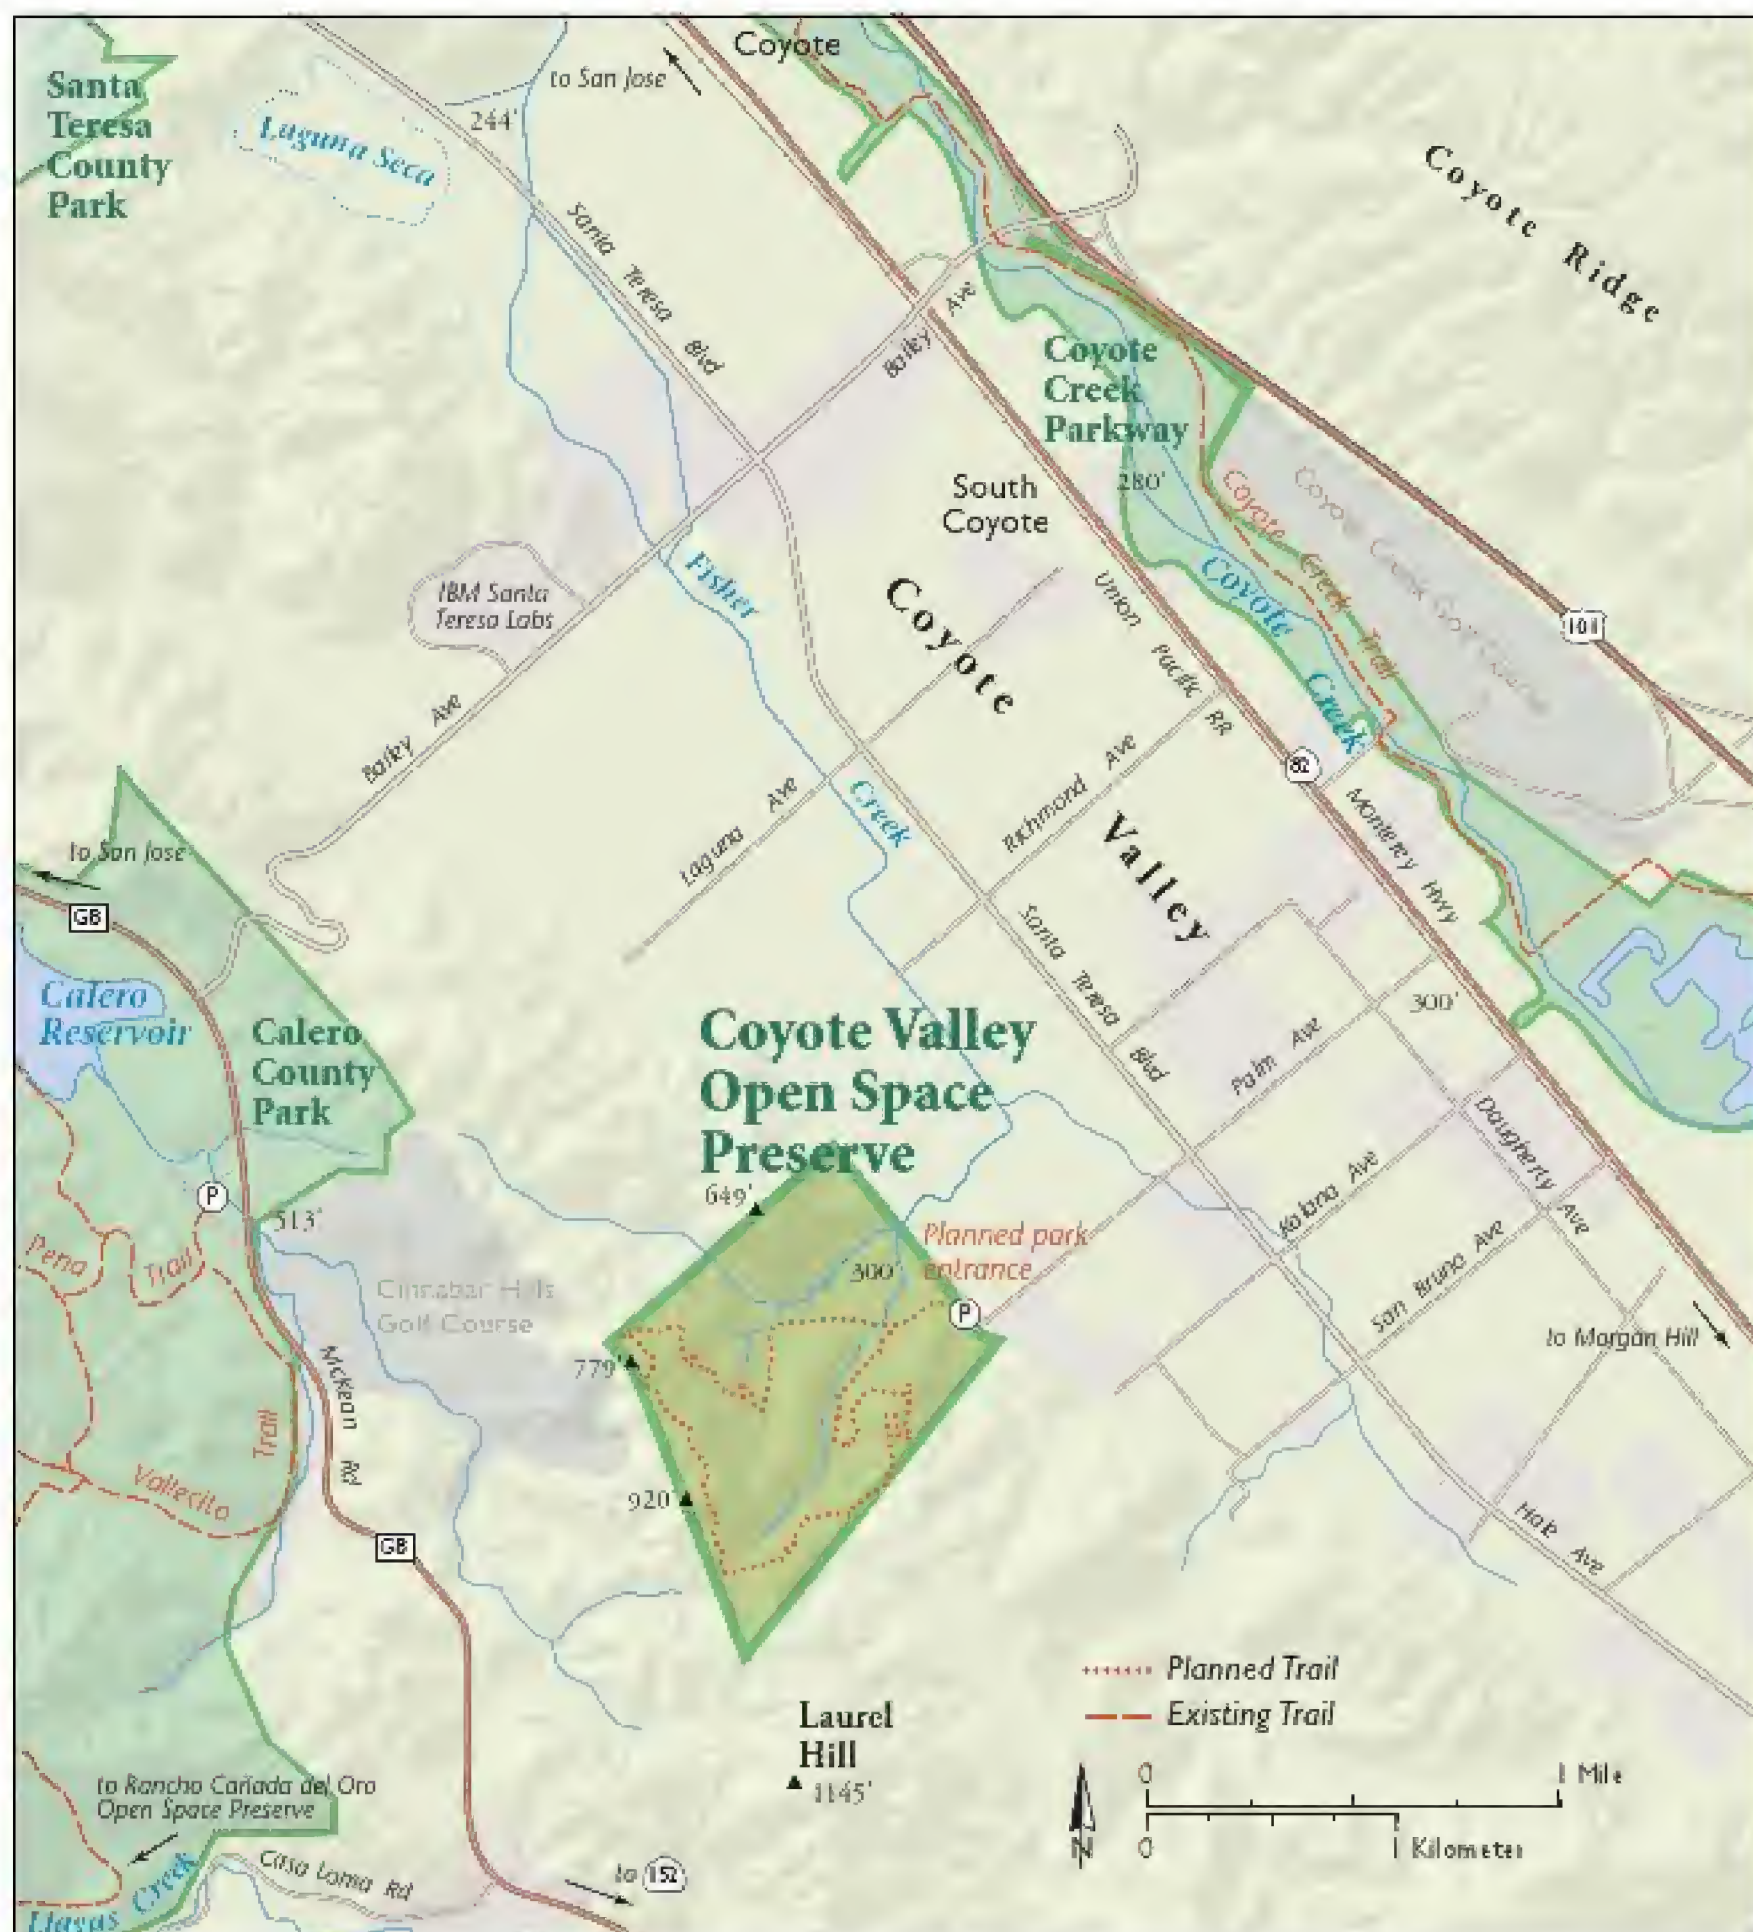 Coyote
to San Jose
Santa
Teresa
County
Park
Laguna Seca
244'
Coyote Ridge
Santa Teresa Blvd
Bailey Ave
Coyote
Creek
Parkway
280'
South
Coyote
Coyote Creek Trail
Coyote Creek Golf Course
101
IBM Santa
Teresa Labs
Fisher
Creek
Coyote
Valley
Union Pacific RR
Coyote
Creek
82
Monterey Hwy
Bailey Ave
Laguna Ave
Richmond Ave
to San Jose
G8
Calero
Reservoir
Calero
County
Park
Santa Teresa Blvd
300'
Palm Ave
Coyote Valley
Open Space
Preserve
Daugherty Ave
Kalana Ave
San Bruno Ave
P
513'
649'
Planned park
entrance
300'
P
Pena Trail
Cinnabar Hills
Golf Course
779'
to Morgan Hill
McKean Rd
Trail
Vallecito
920'
G8
Hale Ave
Planned Trail
Existing Trail
Laurel
Hill
1145'
0 1 Mile
N
0 1 Kilometer
to Rancho Cañada del Oro
Open Space Preserve
Casa Loma Rd
to 152
Llagas Creek